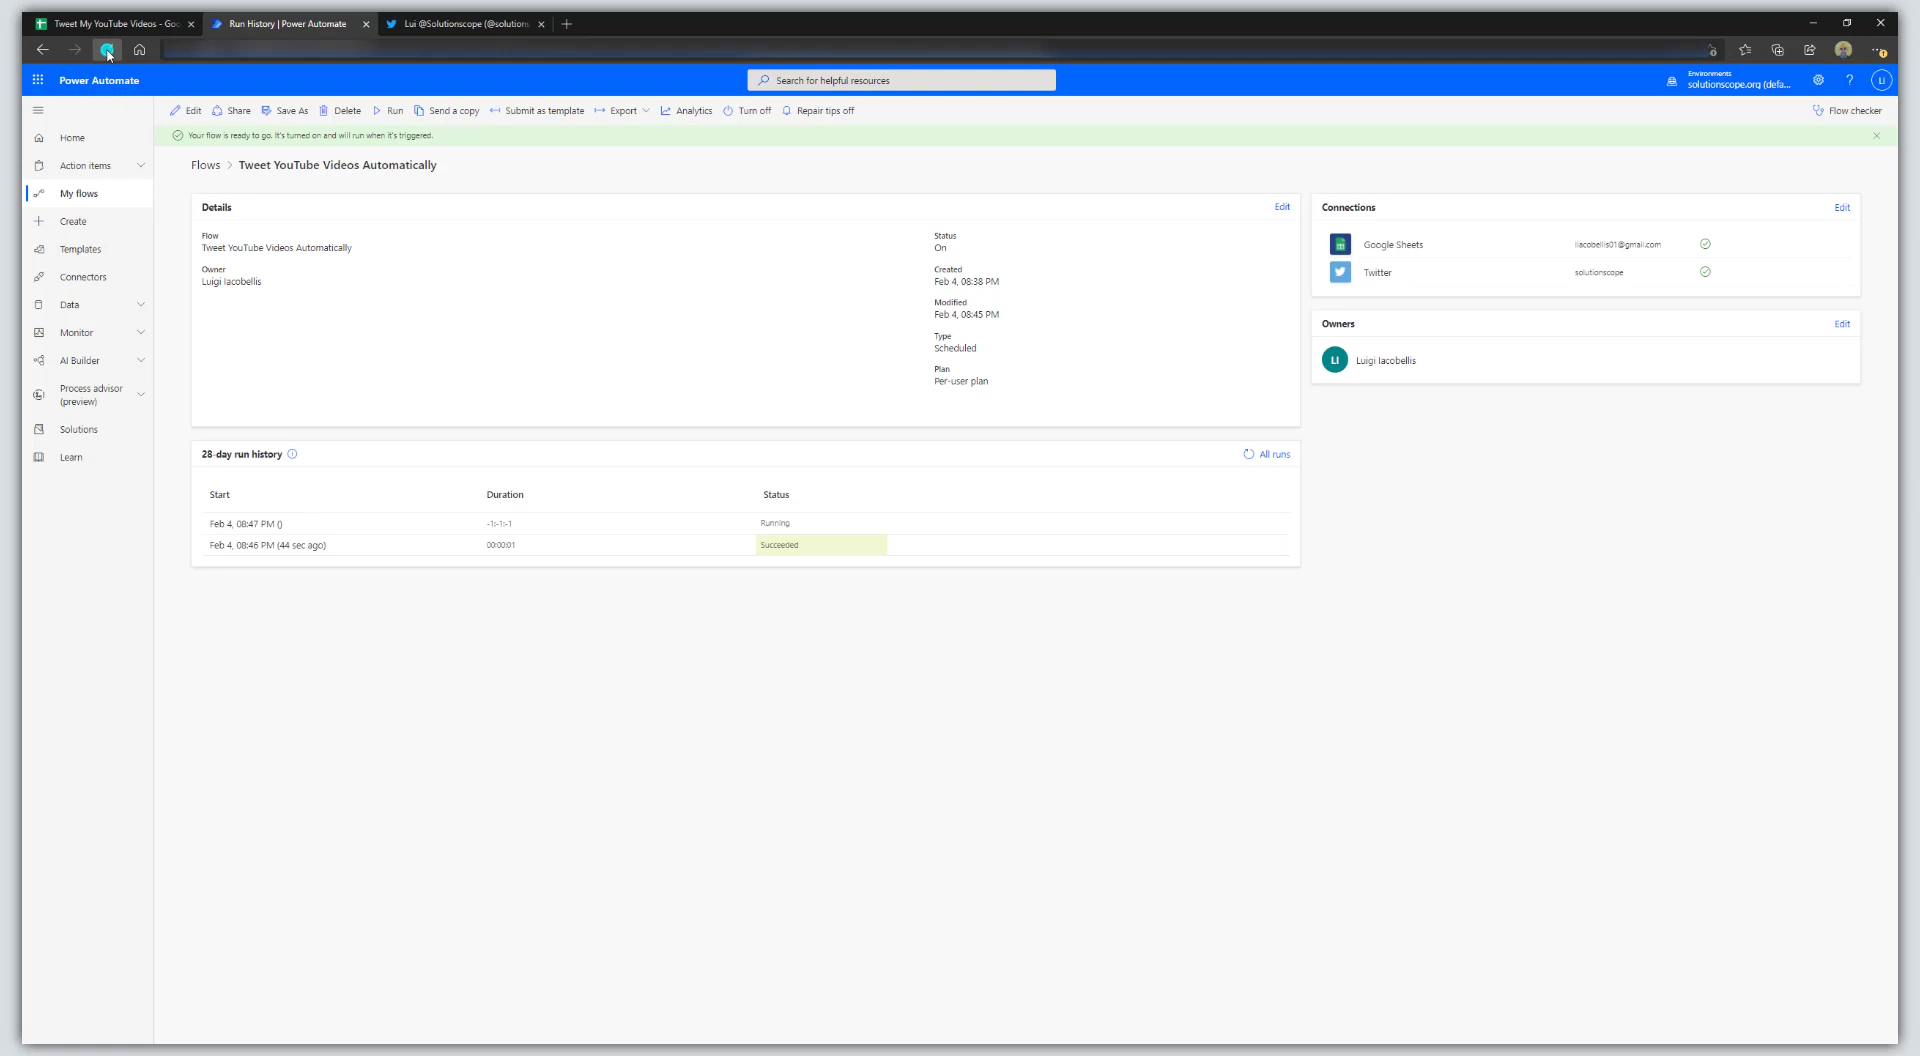 Tweet My YouTube Videos - Goo
Run History | Power Automate
Lui @Solutionscope (@solutions
Power Automate
Search for helpful resources
Environments
solutionscope.org (defa...
LI
Edit
Share
Save As
Delete
Run
Send a copy
Submit as template
Export
Analytics
Turn off
Repair tips off
Flow checker
Your flow is ready to go. It's turned on and will run when it's triggered.
Home
Action items
My flows
Create
Templates
Connectors
Data
Monitor
AI Builder
Process advisor
(preview)
Solutions
Learn
Flows > Tweet YouTube Videos Automatically
Details
Edit
Flow
Tweet YouTube Videos Automatically
Owner
Luigi Iacobellis
Status
On
Created
Feb 4, 08:38 PM
Modified
Feb 4, 08:45 PM
Type
Scheduled
Plan
Per-user plan
Connections
Edit
Google Sheets
liacobellis01@gmail.com
Twitter
solutionscope
Owners
Edit
LI
Luigi Iacobellis
28-day run history
All runs
Start Duration Status
Feb 4, 08:47 PM () -1:-1:-1 Running
Feb 4, 08:46 PM (44 sec ago) 00:00:01 Succeeded